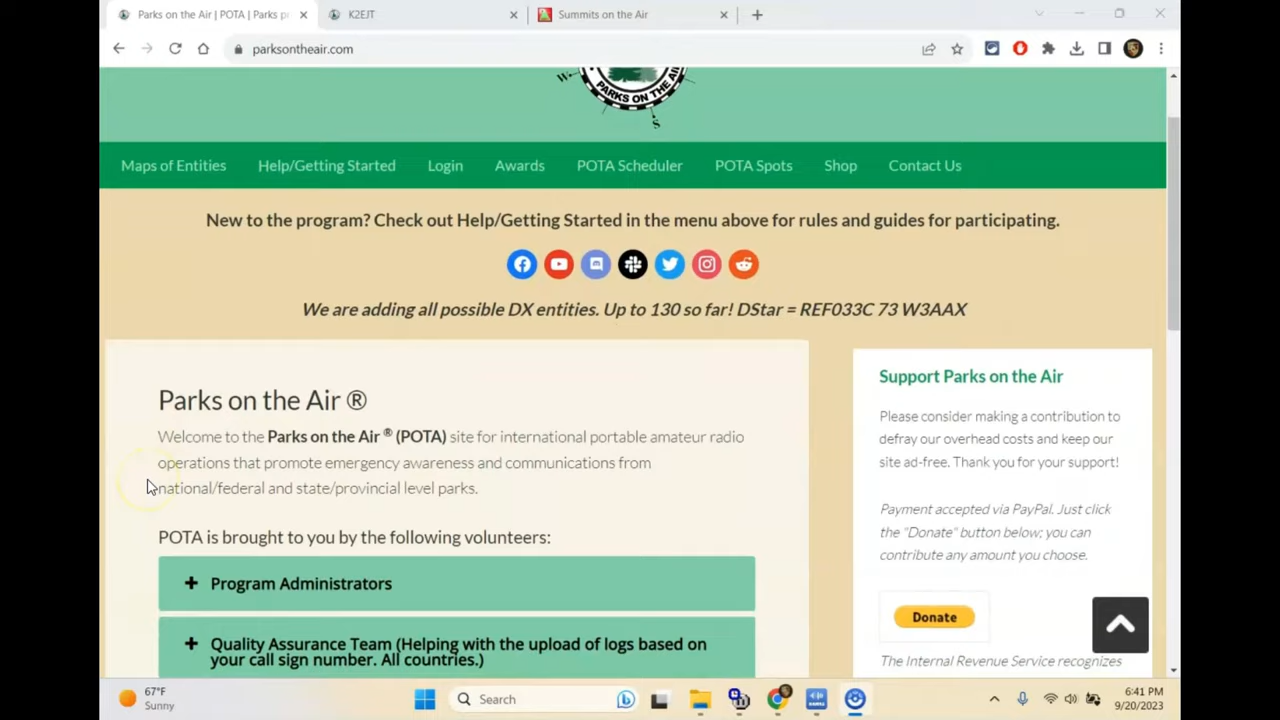 Parks on the Air | POTA | Parks pr
K2EJT
Summits on the Air
parksontheair.com
W
PARKS ON THE AIR
S
Maps of Entities
Help/Getting Started
Login
Awards
POTA Scheduler
POTA Spots
Shop
Contact Us
New to the program? Check out Help/Getting Started in the menu above for rules and guides for participating.
We are adding all possible DX entities. Up to 130 so far! DStar = REF033C 73 W3AAX
Parks on the Air ®
Welcome to the Parks on the Air ® (POTA) site for international portable amateur radio
operations that promote emergency awareness and communications from
national/federal and state/provincial level parks.
POTA is brought to you by the following volunteers:
Program Administrators
Quality Assurance Team (Helping with the upload of logs based on
your call sign number. All countries.)
Support Parks on the Air
Please consider making a contribution to
defray our overhead costs and keep our
site ad-free. Thank you for your support!
Payment accepted via PayPal. Just click
the "Donate" button below; you can
contribute any amount you choose.
Donate
The Internal Revenue Service recognizes
67°F
Sunny
Search
6:41 PM
9/20/2023